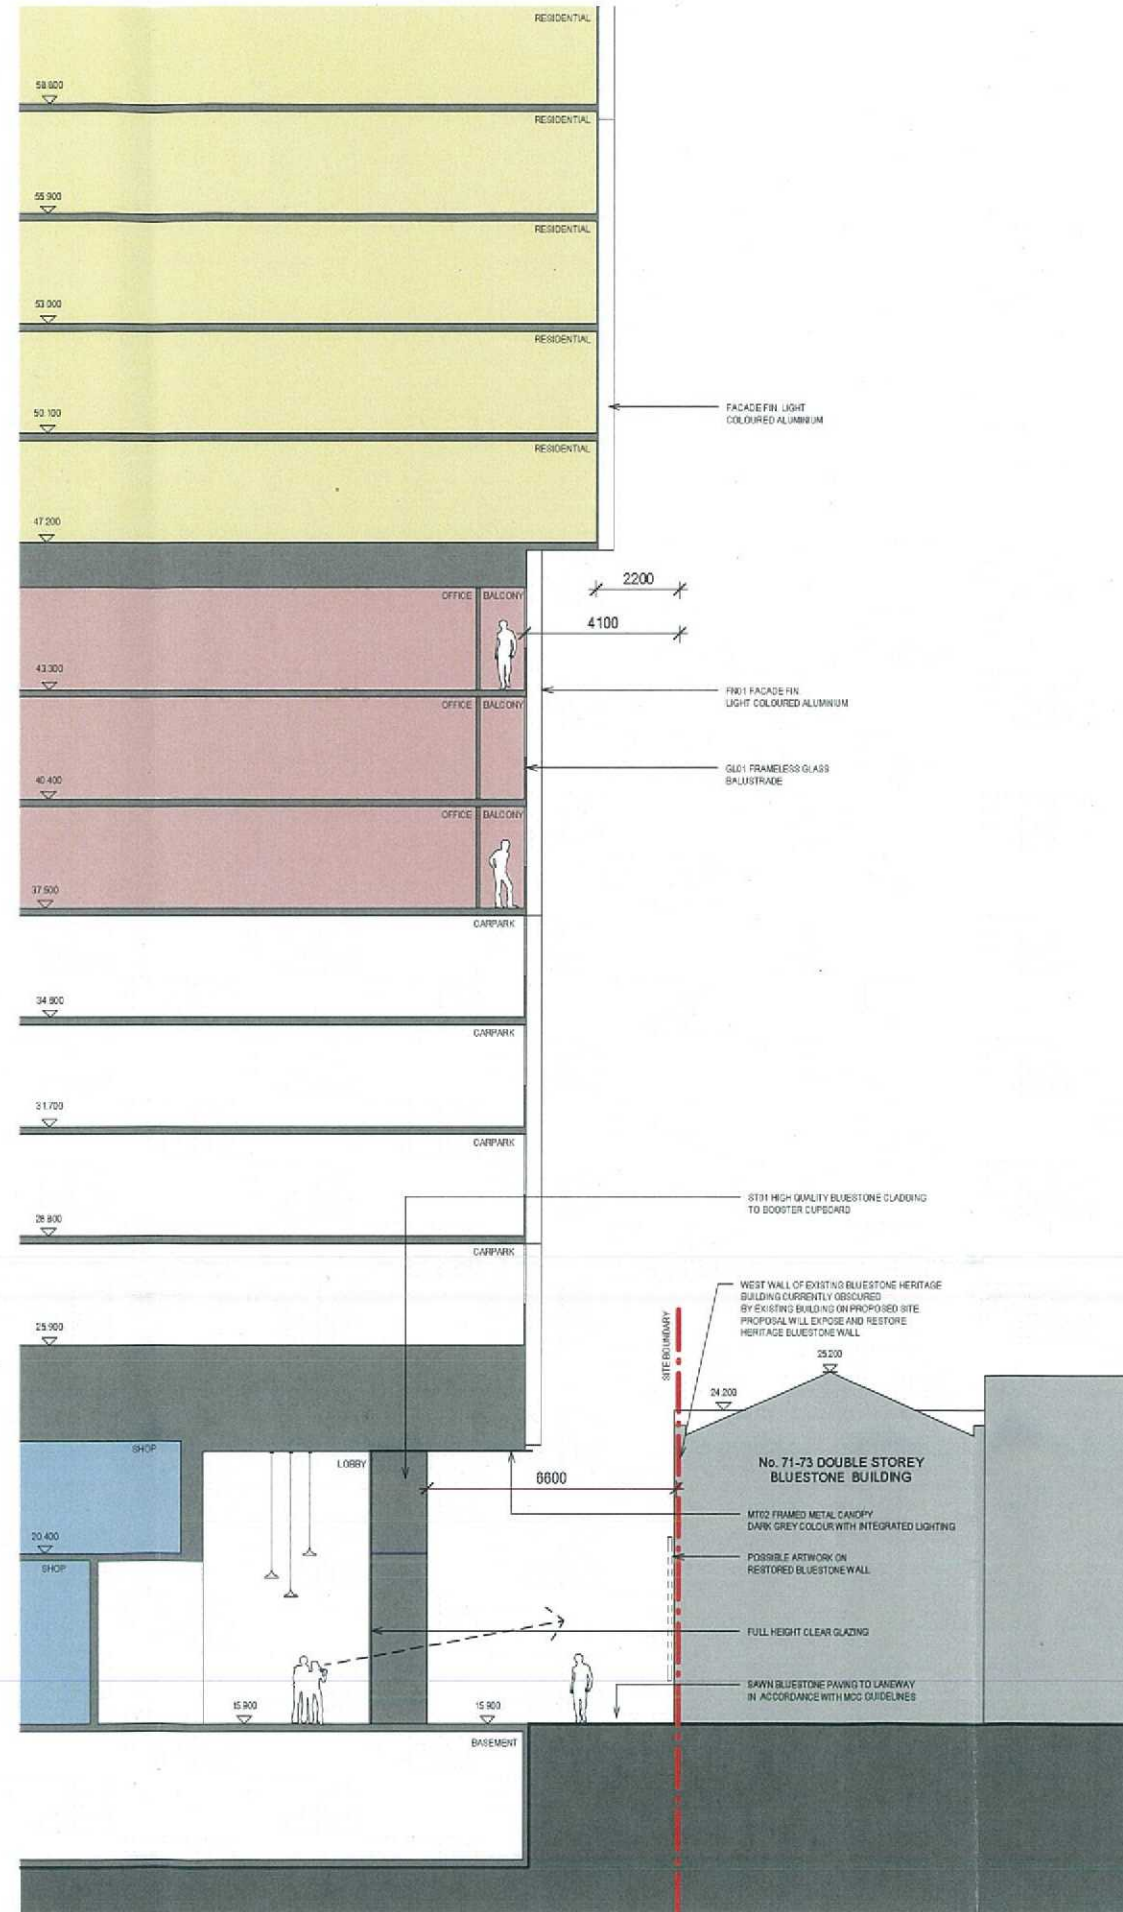 RESIDENTIAL
58.800
RESIDENTIAL
55.900
RESIDENTIAL
53.000
RESIDENTIAL
50.100
FACADE FIN. LIGHT
COLOURED ALUMINIUM
RESIDENTIAL
47.200
2200
OFFICE
BALCONY
4100
43.300
FN01 FACADE FIN.
LIGHT COLOURED ALUMINIUM
OFFICE
BALCONY
GL01 FRAMELESS GLASS
BALUSTRADE
40.400
OFFICE
BALCONY
37.500
CARPARK
34.600
CARPARK
31.700
CARPARK
ST01 HIGH QUALITY BLUESTONE CLADDING
TO BOOSTER CUPBOARD
28.800
CARPARK
WEST WALL OF EXISTING BLUESTONE HERITAGE
BUILDING CURRENTLY OBSCURED
BY EXISTING BUILDING ON PROPOSED SITE.
PROPOSAL WILL EXPOSE AND RESTORE
HERITAGE BLUESTONE WALL
SITE BOUNDARY
25.900
25.200
24.200
SHOP
LOBBY
No. 71-73 DOUBLE STOREY
BLUESTONE BUILDING
6600
MT02 FRAMED METAL CANOPY
DARK GREY COLOUR WITH INTEGRATED LIGHTING
20.400
SHOP
POSSIBLE ARTWORK ON
RESTORED BLUESTONE WALL
FULL HEIGHT CLEAR GLAZING
SAWN BLUESTONE PAVING TO LANEWAY
IN ACCORDANCE WITH MCC GUIDELINES
15.900
15.900
BASEMENT